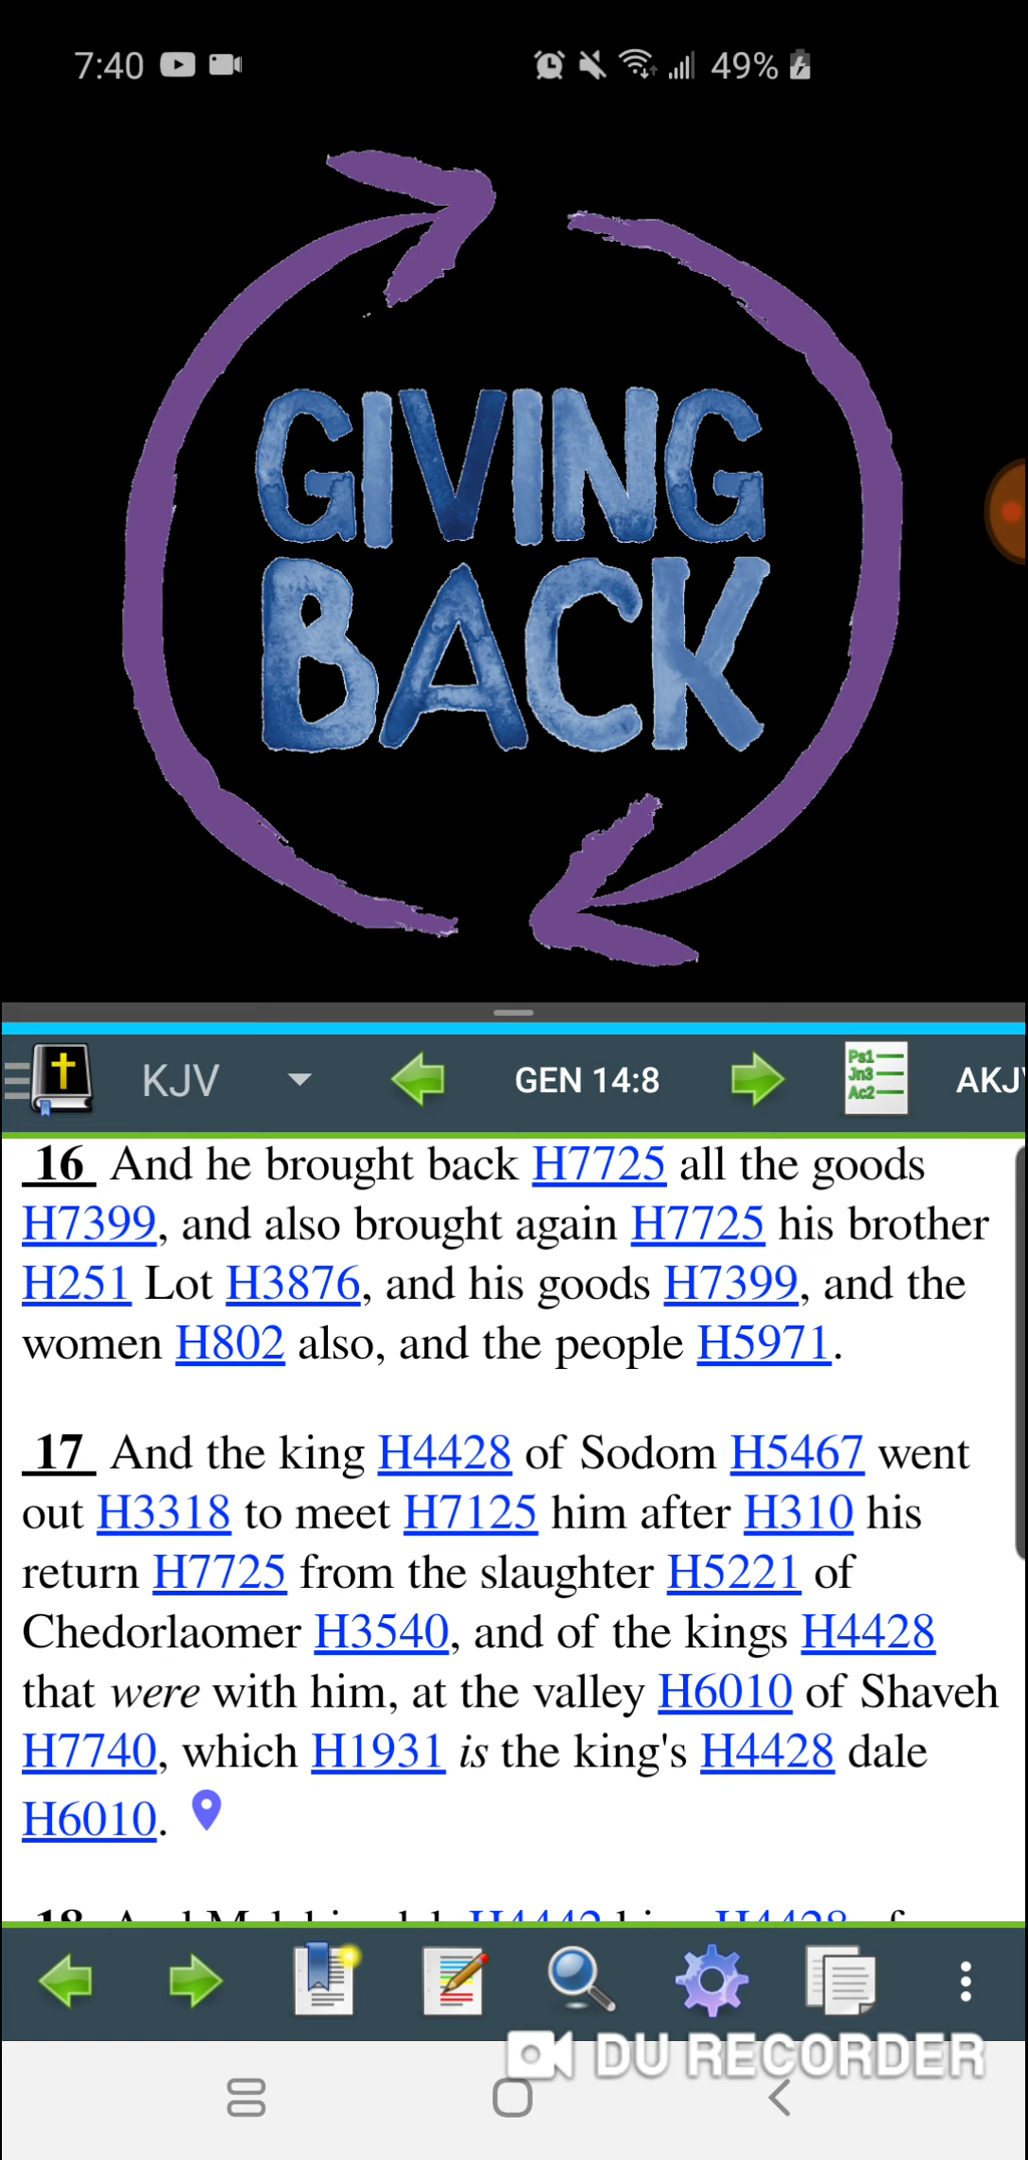 7:40 49%
GIVING
BACK
KJV GEN 14:8 AKJ
Ps1
Jn3
Ac2
16 And he brought back H7725 all the goods
H7399, and also brought again H7725 his brother
H251 Lot H3876, and his goods H7399, and the
women H802 also, and the people H5971.
17 And the king H4428 of Sodom H5467 went
out H3318 to meet H7125 him after H310 his
return H7725 from the slaughter H5221 of
Chedorlaomer H3540, and of the kings H4428
that were with him, at the valley H6010 of Shaveh
H7740, which H1931 is the king's H4428 dale
H6010.
DU RECORDER